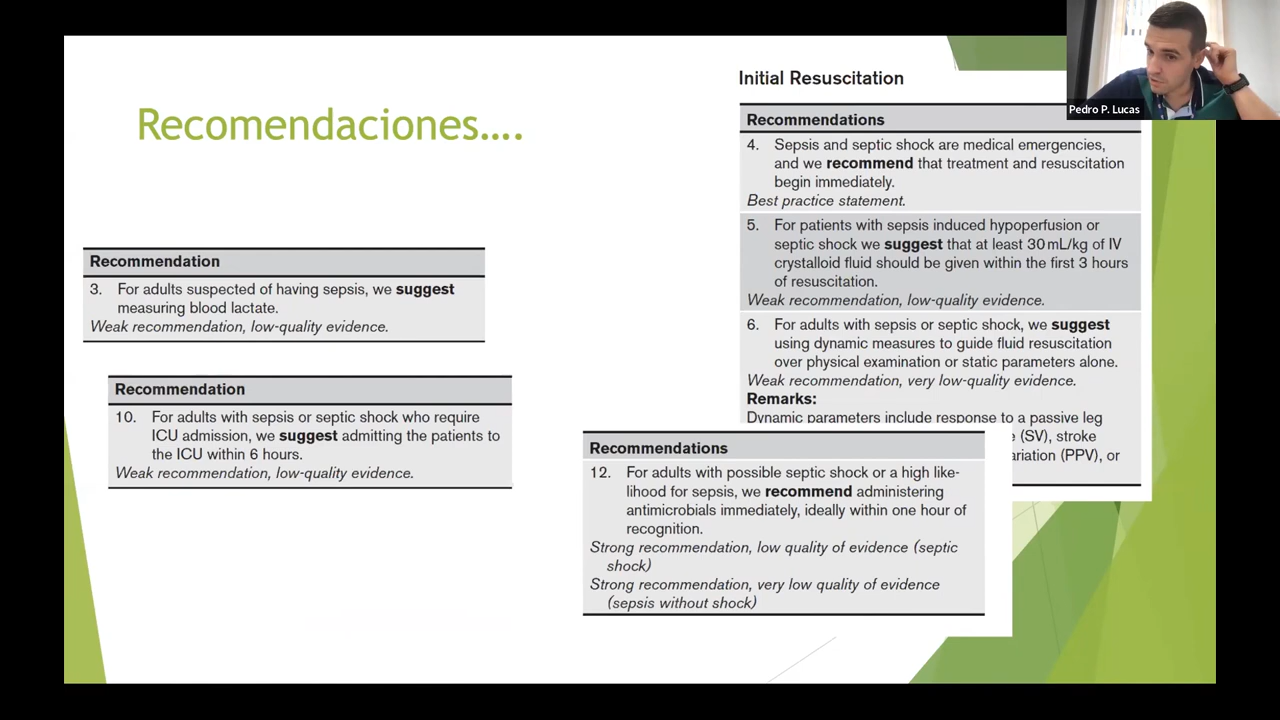 Recomendaciones....
Recommendation
3. For adults suspected of having sepsis, we suggest
measuring blood lactate.
Weak recommendation, low-quality evidence.
Recommendation
10. For adults with sepsis or septic shock who require
ICU admission, we suggest admitting the patients to
the ICU within 6 hours.
Weak recommendation, low-quality evidence.
Initial Resuscitation
Recommendations
4. Sepsis and septic shock are medical emergencies,
and we recommend that treatment and resuscitation
begin immediately.
Best practice statement.
5. For patients with sepsis induced hypoperfusion or
septic shock we suggest that at least 30 mL/kg of IV
crystalloid fluid should be given within the first 3 hours
of resuscitation.
Weak recommendation, low-quality evidence.
6. For adults with sepsis or septic shock, we suggest
using dynamic measures to guide fluid resuscitation
over physical examination or static parameters alone.
Weak recommendation, very low-quality evidence.
Remarks:
Dynamic parameters include response to a passive leg
(SV), stroke
(PPV), or
Recommendations
12. For adults with possible septic shock or a high like-
lihood for sepsis, we recommend administering
antimicrobials immediately, ideally within one hour of
recognition.
Strong recommendation, low quality of evidence (septic
shock)
Strong recommendation, very low quality of evidence
(sepsis without shock)
Pedro P. Lucas